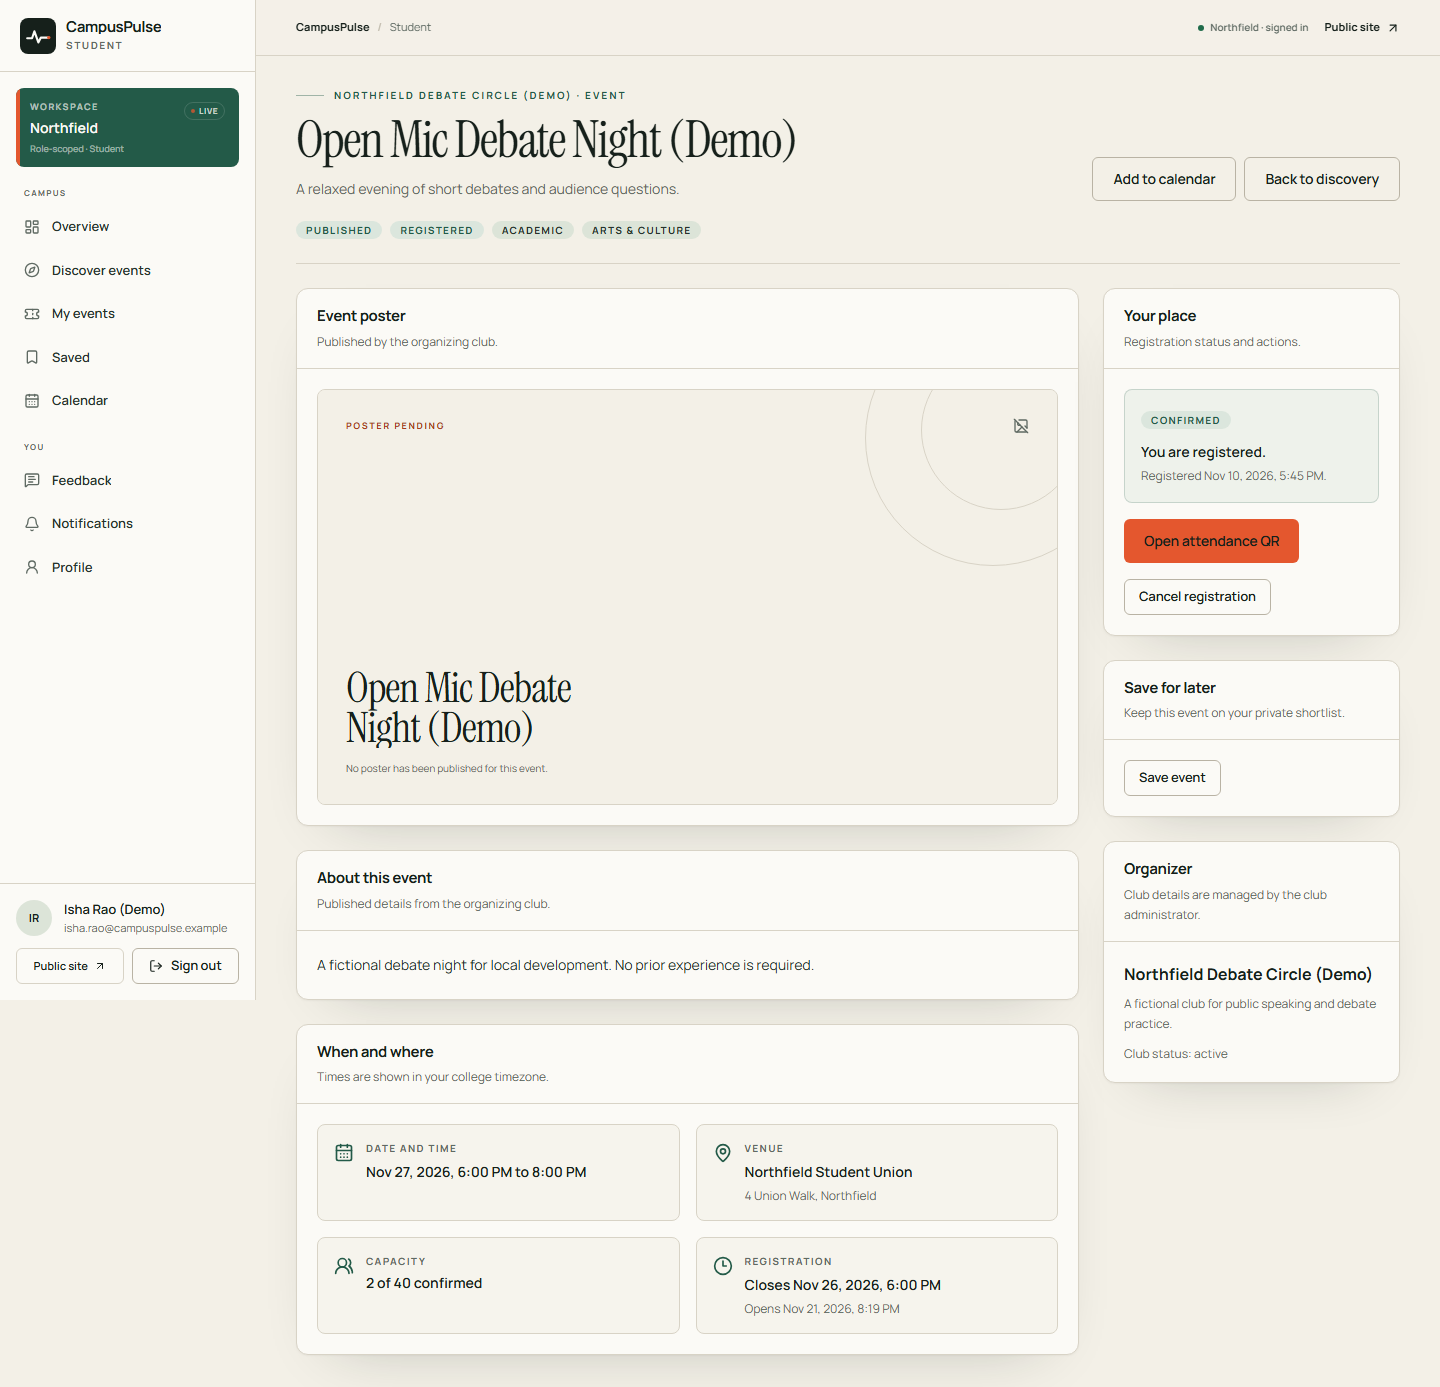 CampusPulse
STUDENT
WORKSPACE
LIVE
Northfield
Role-scoped · Student
CAMPUS
Overview
Discover events
My events
Saved
Calendar
YOU
Feedback
Notifications
Profile
IR
Isha Rao (Demo)
isha.rao@campuspulse.example
Public site
Sign out
CampusPulse / Student
Northfield · signed in
Public site
NORTHFIELD DEBATE CIRCLE (DEMO) · EVENT
Open Mic Debate Night (Demo)
A relaxed evening of short debates and audience questions.
PUBLISHED
REGISTERED
ACADEMIC
ARTS & CULTURE
Add to calendar
Back to discovery
Event poster
Published by the organizing club.
POSTER PENDING
Open Mic Debate
Night (Demo)
No poster has been published for this event.
About this event
Published details from the organizing club.
A fictional debate night for local development. No prior experience is required.
When and where
Times are shown in your college timezone.
DATE AND TIME
Nov 27, 2026, 6:00 PM to 8:00 PM
VENUE
Northfield Student Union
4 Union Walk, Northfield
CAPACITY
2 of 40 confirmed
REGISTRATION
Closes Nov 26, 2026, 6:00 PM
Opens Nov 21, 2026, 8:19 PM
Your place
Registration status and actions.
CONFIRMED
You are registered.
Registered Nov 10, 2026, 5:45 PM.
Open attendance QR
Cancel registration
Save for later
Keep this event on your private shortlist.
Save event
Organizer
Club details are managed by the club
administrator.
Northfield Debate Circle (Demo)
A fictional club for public speaking and debate
practice.
Club status: active